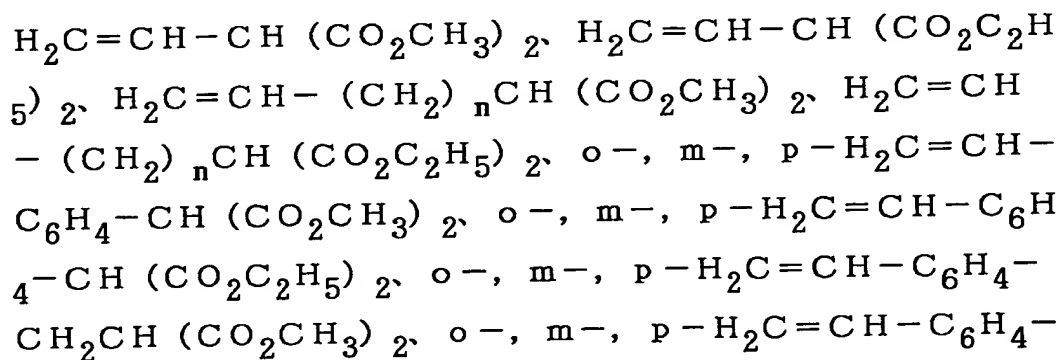 H₂C=CH−CH (CO₂CH₃) ₂、 H₂C=CH−CH (CO₂C₂H
₅) ₂、 H₂C=CH− (CH₂) ₙCH (CO₂CH₃) ₂、 H₂C=CH
− (CH₂) ₙCH (CO₂C₂H₅) ₂、 o−, m−, p−H₂C=CH−
C₆H₄−CH (CO₂CH₃) ₂、 o−, m−, p−H₂C=CH−C₆H
₄−CH (CO₂C₂H₅) ₂、 o−, m−, p−H₂C=CH−C₆H₄−
CH₂CH (CO₂CH₃) ₂、 o−, m−, p−H₂C=CH−C₆H₄−